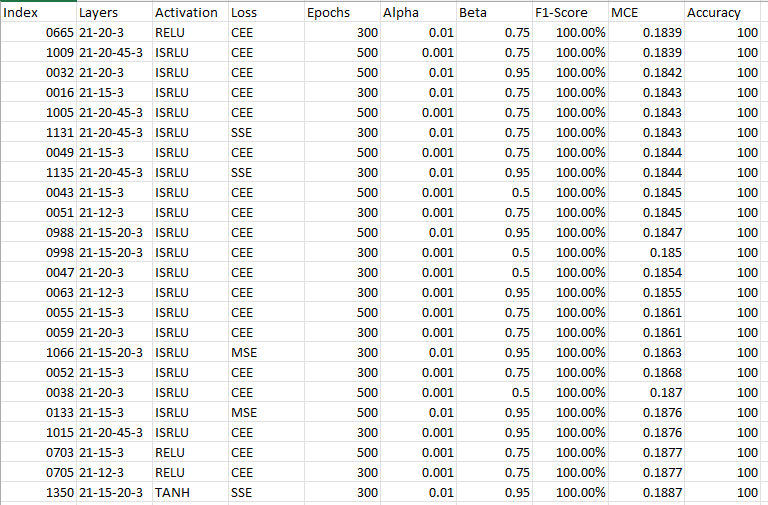 Index Layers Activation Loss Epochs Alpha Beta F1-Score MCE Accuracy
0665 21-20-3 RELU CEE 300 0.01 0.75 100.00% 0.1839 100
1009 21-20-45-3 ISRLU CEE 500 0.001 0.75 100.00% 0.1839 100
0032 21-20-3 ISRLU CEE 300 0.01 0.95 100.00% 0.1842 100
0016 21-15-3 ISRLU CEE 300 0.01 0.75 100.00% 0.1843 100
1005 21-20-45-3 ISRLU CEE 500 0.001 0.75 100.00% 0.1843 100
1131 21-20-45-3 ISRLU SSE 300 0.01 0.75 100.00% 0.1843 100
0049 21-15-3 ISRLU CEE 500 0.001 0.75 100.00% 0.1844 100
1135 21-20-45-3 ISRLU SSE 300 0.01 0.95 100.00% 0.1844 100
0043 21-15-3 ISRLU CEE 500 0.001 0.5 100.00% 0.1845 100
0051 21-12-3 ISRLU CEE 300 0.001 0.75 100.00% 0.1845 100
0988 21-15-20-3 ISRLU CEE 500 0.01 0.95 100.00% 0.1847 100
0998 21-15-20-3 ISRLU CEE 300 0.001 0.5 100.00% 0.185 100
0047 21-20-3 ISRLU CEE 300 0.001 0.5 100.00% 0.1854 100
0063 21-12-3 ISRLU CEE 300 0.001 0.95 100.00% 0.1855 100
0055 21-15-3 ISRLU CEE 500 0.001 0.75 100.00% 0.1861 100
0059 21-20-3 ISRLU CEE 300 0.001 0.75 100.00% 0.1861 100
1066 21-15-20-3 ISRLU MSE 300 0.01 0.95 100.00% 0.1863 100
0052 21-15-3 ISRLU CEE 300 0.001 0.75 100.00% 0.1868 100
0038 21-20-3 ISRLU CEE 500 0.001 0.5 100.00% 0.187 100
0133 21-15-3 ISRLU MSE 500 0.01 0.95 100.00% 0.1876 100
1015 21-20-45-3 ISRLU CEE 300 0.001 0.95 100.00% 0.1876 100
0703 21-15-3 RELU CEE 500 0.001 0.75 100.00% 0.1877 100
0705 21-12-3 RELU CEE 300 0.001 0.75 100.00% 0.1877 100
1350 21-15-20-3 TANH SSE 300 0.01 0.95 100.00% 0.1887 100